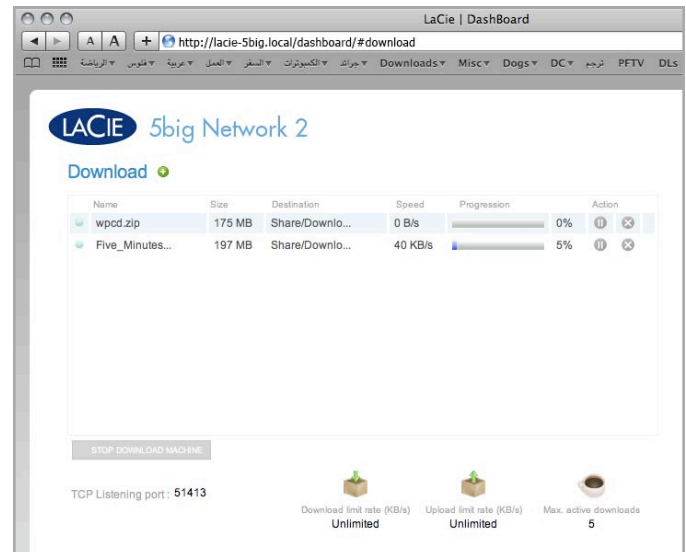 LaCie | DashBoard
A A + http://lacie-5big.local/dashboard/#download
الرياضة فلوس عربية العمل السفر الكمبيوترات جرائد Downloads Misc Dogs DC ترجم PFTV DLs
LACIE 5big Network 2
Download
Name Size Destination Speed Progression Action
wpcd.zip 175 MB Share/Downlo... 0 B/s 0%
Five_Minutes... 197 MB Share/Downlo... 40 KB/s 5%
STOP DOWNLOAD MACHINE
TCP Listening port : 51413
Download limit rate (KB/s) Upload limit rate (KB/s) Max. active downloads
Unlimited Unlimited 5